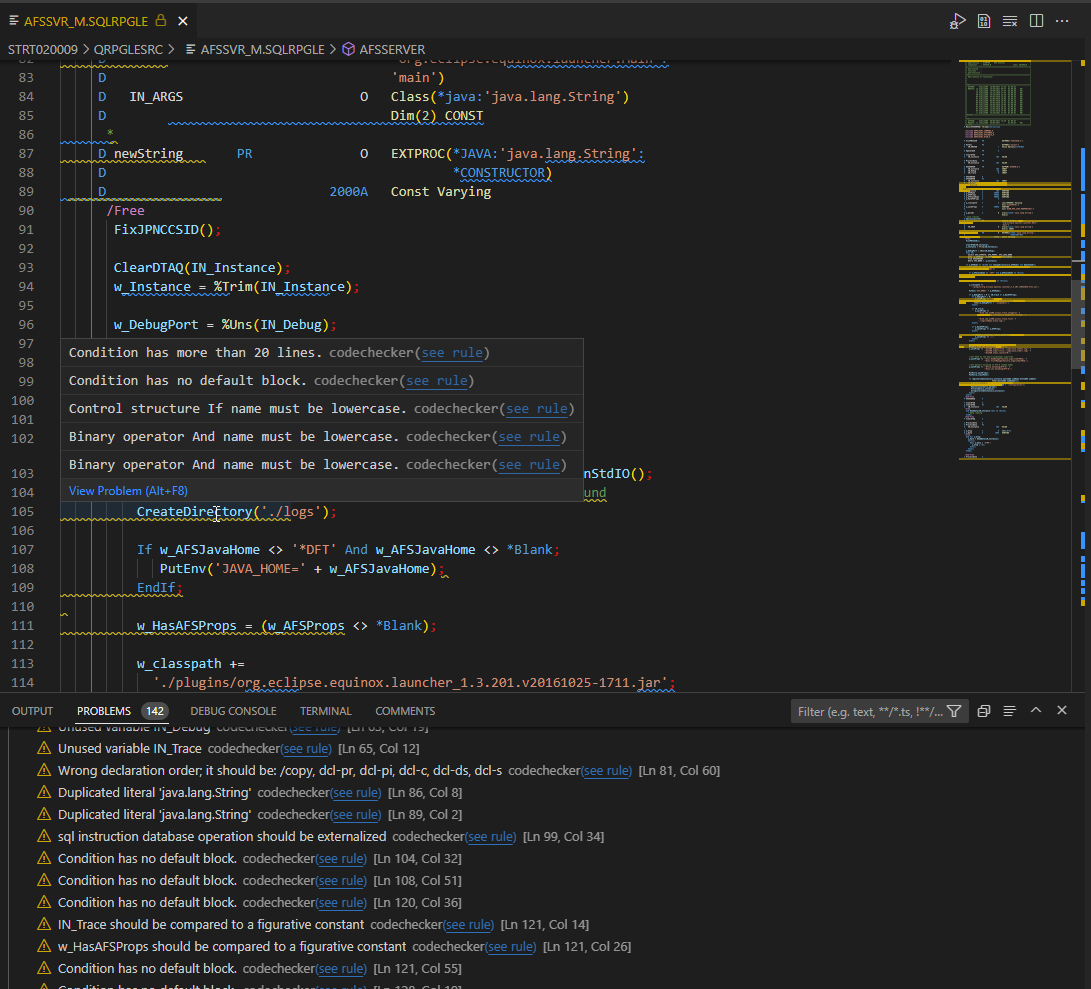 AFSSVR_M.SQLRPGLE
STRT020009 > QRPGLESRC > AFSSVR_M.SQLRPGLE > AFSSERVER
82 D 'org.eclipse.equinox.launcher.Main':
83 D 'main')
84 D IN_ARGS O Class(*java:'java.lang.String')
85 D Dim(2) CONST
86 *
87 D newString PR O EXTPROC(*JAVA:'java.lang.String':
88 D *CONSTRUCTOR)
89 D 2000A Const Varying
90 /Free
91 FixJPNCCSID();
92
93 ClearDTAQ(IN_Instance);
94 w_Instance = %Trim(IN_Instance);
95
96 w_DebugPort = %Uns(IN_Debug);
97
98
99
100
101
102
Condition has more than 20 lines. codechecker(see rule)
Condition has no default block. codechecker(see rule)
Control structure If name must be lowercase. codechecker(see rule)
Binary operator And name must be lowercase. codechecker(see rule)
Binary operator And name must be lowercase. codechecker(see rule)
View Problem (Alt+F8)
103 nStdIO();
104 und
105 CreateDirectory('./logs');
106
107 If w_AFSJavaHome <> '*DFT' And w_AFSJavaHome <> *Blank;
108 PutEnv('JAVA_HOME=' + w_AFSJavaHome);
109 EndIf;
110
111 w_HasAFSProps = (w_AFSProps <> *Blank);
112
113 w_classpath +=
114 './plugins/org.eclipse.equinox.launcher_1.3.201.v20161025-1711.jar';
OUTPUT PROBLEMS 142 DEBUG CONSOLE TERMINAL COMMENTS Filter (e.g. text, **/*.ts, !**/...
Unused variable IN_Debug codechecker(see rule) [Ln 65, Col 19]
Unused variable IN_Trace codechecker(see rule) [Ln 65, Col 12]
Wrong declaration order; it should be: /copy, dcl-pr, dcl-pi, dcl-c, dcl-ds, dcl-s codechecker(see rule) [Ln 81, Col 60]
Duplicated literal 'java.lang.String' codechecker(see rule) [Ln 86, Col 8]
Duplicated literal 'java.lang.String' codechecker(see rule) [Ln 89, Col 2]
sql instruction database operation should be externalized codechecker(see rule) [Ln 99, Col 34]
Condition has no default block. codechecker(see rule) [Ln 104, Col 32]
Condition has no default block. codechecker(see rule) [Ln 108, Col 51]
Condition has no default block. codechecker(see rule) [Ln 120, Col 36]
IN_Trace should be compared to a figurative constant codechecker(see rule) [Ln 121, Col 14]
w_HasAFSProps should be compared to a figurative constant codechecker(see rule) [Ln 121, Col 26]
Condition has no default block. codechecker(see rule) [Ln 121, Col 55]
Condition has no default block. codechecker(see rule)